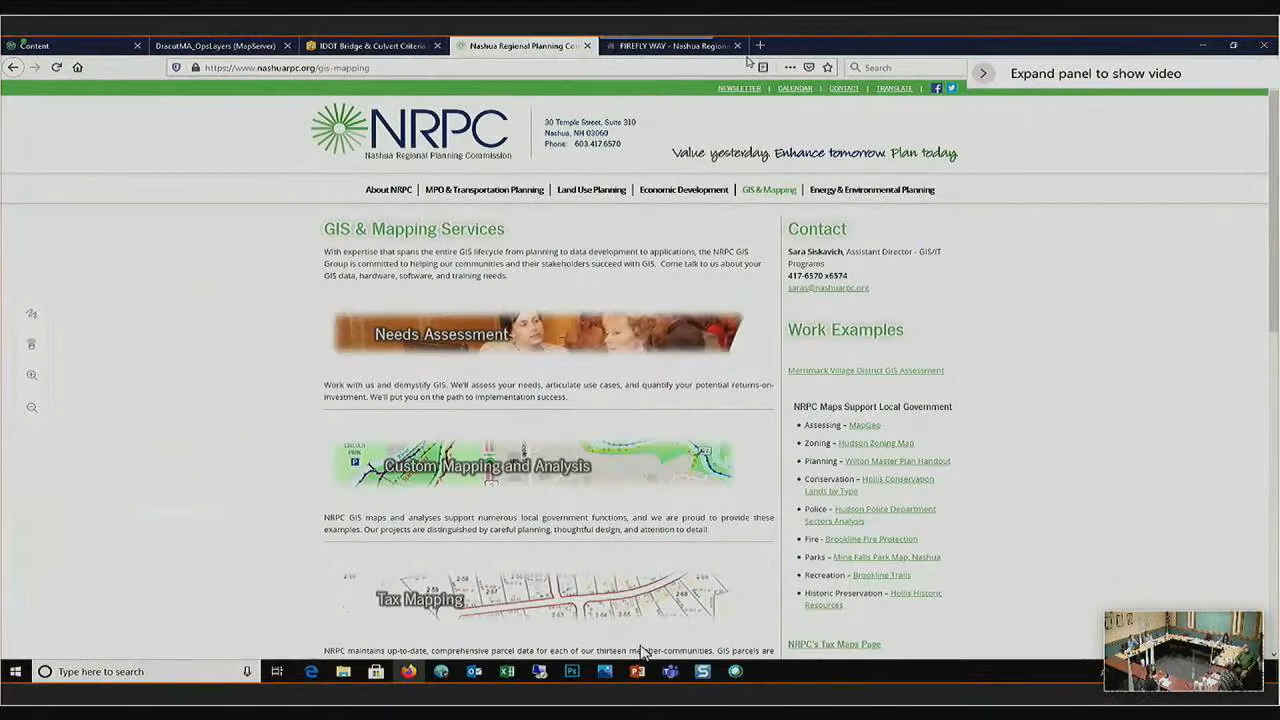 Content
DracutMA_OpsLayers (MapServer)
IDOT Bridge & Culvert Criteria
Nashua Regional Planning Co
FIREFLY WAY - Nashua Region
https://www.nashuarpc.org/gis-mapping
Search
Expand panel to show video
NEWSLETTER | CALENDAR | CONTACT | TRANSLATE |
NRPC
Nashua Regional Planning Commission
30 Temple Street, Suite 310
Nashua, NH 03060
Phone: 603.417.6570
Value yesterday. Enhance tomorrow. Plan today.
About NRPC | MPO & Transportation Planning | Land Use Planning | Economic Development | GIS & Mapping | Energy & Environmental Planning
GIS & Mapping Services
With expertise that spans the entire GIS lifecycle from planning to data development to applications, the NRPC GIS
Group is committed to helping our communities and their stakeholders succeed with GIS. Come talk to us about your
GIS data, hardware, software, and training needs.
Needs Assessment
Work with us and demystify GIS. We'll assess your needs, articulate use cases, and quantify your potential returns-on-
investment. We'll put you on the path to implementation success.
LINCOLN
PARK
Custom Mapping and Analysis
NRPC GIS maps and analyses support numerous local government functions, and we are proud to provide these
examples. Our projects are distinguished by careful planning, thoughtful design, and attention to detail.
Tax Mapping
NRPC maintains up-to-date, comprehensive parcel data for each of our thirteen member-communities. GIS parcels are
Contact
Sara Siskavich, Assistant Director - GIS/IT
Programs
417-6570 x6574
saras@nashuarpc.org
Work Examples
Merrimack Village District GIS Assessment
NRPC Maps Support Local Government
• Assessing – MapGeo
• Zoning – Hudson Zoning Map
• Planning – Wilton Master Plan Handout
• Conservation – Hollis Conservation
Lands by Type
• Police – Hudson Police Department
Sectors Analysis
• Fire - Brookline Fire Protection
• Parks – Mine Falls Park Map, Nashua
• Recreation – Brookline Trails
• Historic Preservation – Hollis Historic
Resources
NRPC's Tax Maps Page
Type here to search